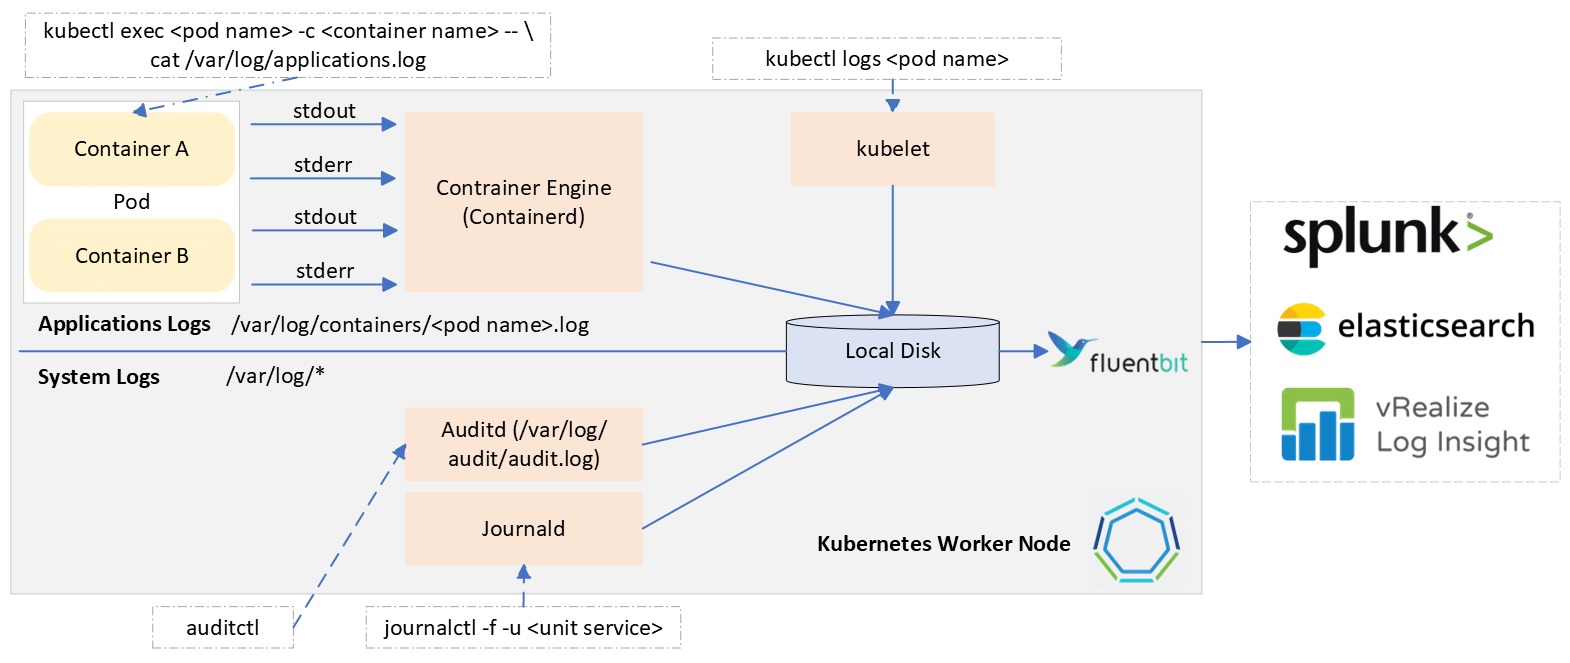 kubectl exec <pod name> -c <container name> -- \
cat /var/log/applications.log
kubectl logs <pod name>
Container A
Pod
Container B
stdout
stderr
stdout
stderr
Contrainer Engine
(Containerd)
kubelet
Applications Logs /var/log/containers/<pod name>.log
System Logs /var/log/*
Local Disk
fluentbit
splunk>®
elasticsearch
vRealize
Log Insight
Auditd (/var/log/
audit/audit.log)
Journald
Kubernetes Worker Node
auditctl
journalctl -f -u <unit service>